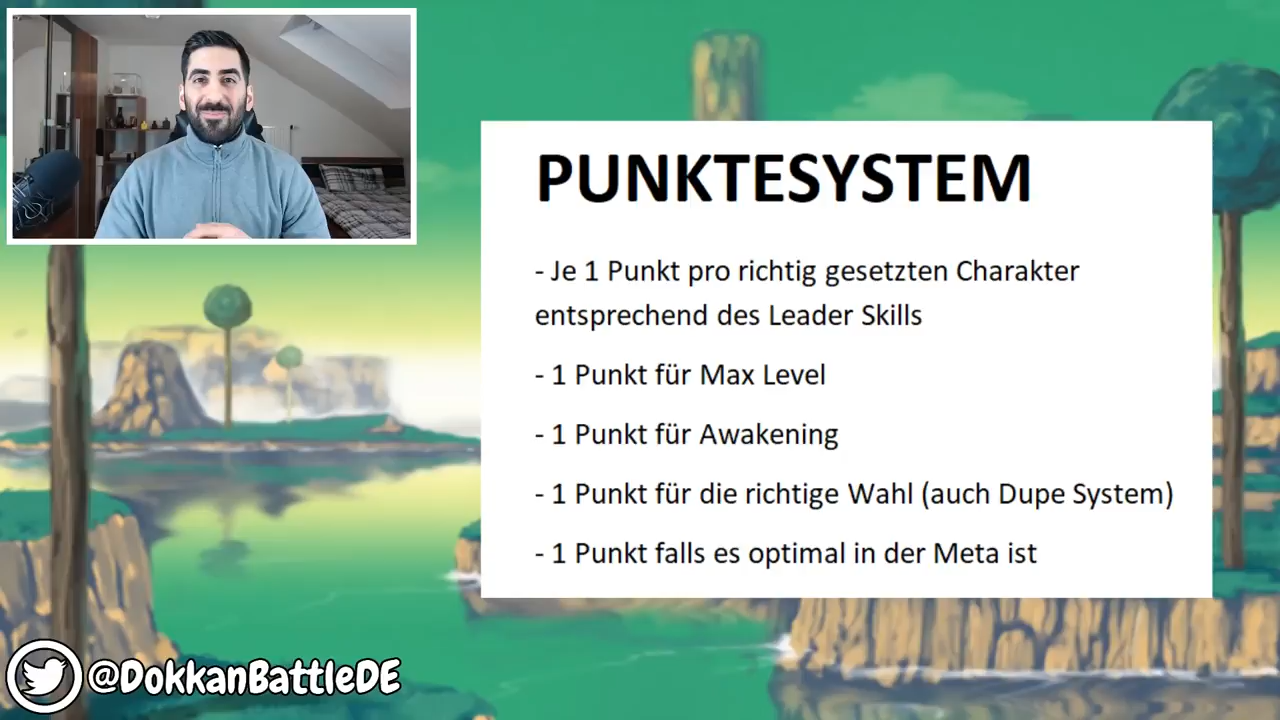 PUNKTESYSTEM
- Je 1 Punkt pro richtig gesetzten Charakter
entsprechend des Leader Skills
- 1 Punkt für Max Level
- 1 Punkt für Awakening
- 1 Punkt für die richtige Wahl (auch Dupe System)
- 1 Punkt falls es optimal in der Meta ist
@DokkanBattleDE